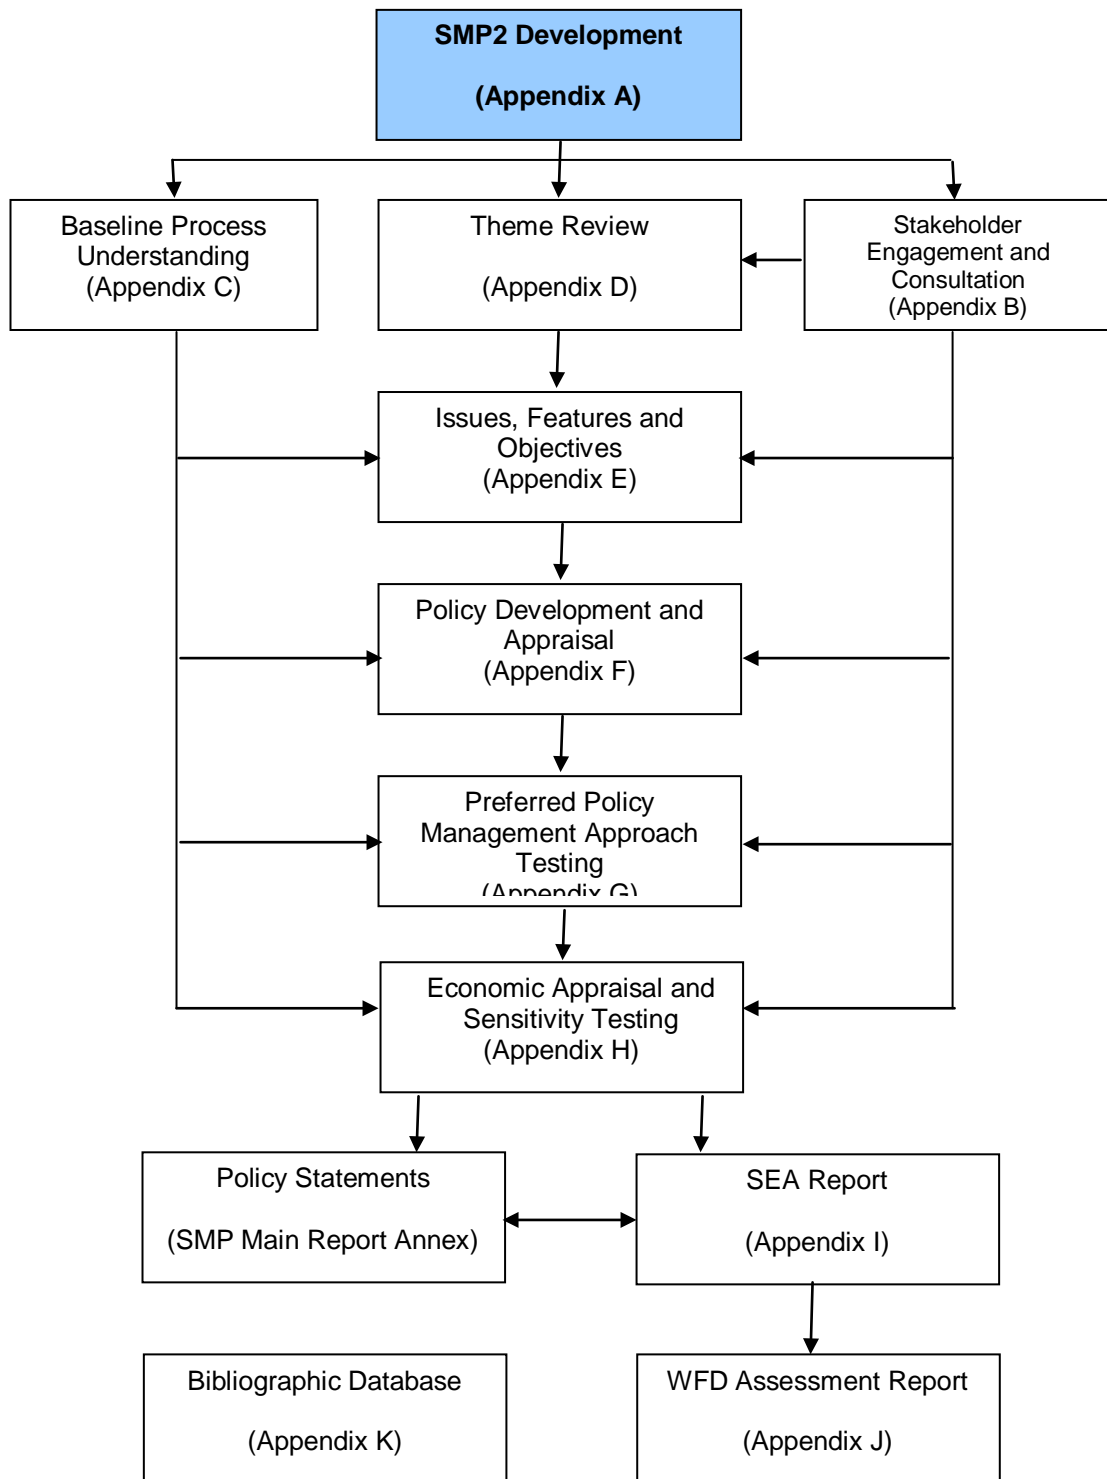 SMP2 Development
(Appendix A)
Baseline Process
Understanding
(Appendix C)
Theme Review
(Appendix D)
Stakeholder
Engagement and
Consultation
(Appendix B)
Issues, Features and
Objectives
(Appendix E)
Policy Development and
Appraisal
(Appendix F)
Preferred Policy
Management Approach
Testing
(Appendix G)
Economic Appraisal and
Sensitivity Testing
(Appendix H)
Policy Statements
(SMP Main Report Annex)
SEA Report
(Appendix I)
Bibliographic Database
(Appendix K)
WFD Assessment Report
(Appendix J)